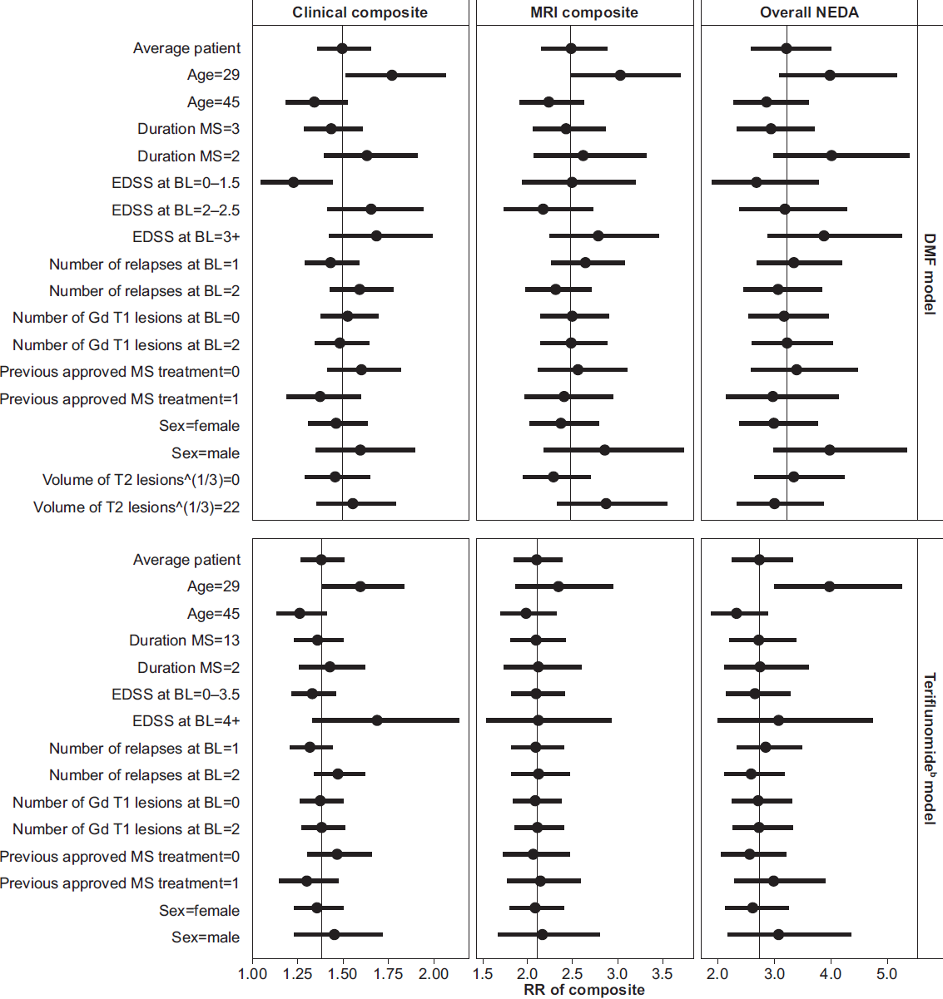 Clinical composite
MRI composite
Overall NEDA
Average patient
Age=29
Age=45
Duration MS=3
Duration MS=2
EDSS at BL=0–1.5
EDSS at BL=2–2.5
EDSS at BL=3+
Number of relapses at BL=1
Number of relapses at BL=2
Number of Gd T1 lesions at BL=0
Number of Gd T1 lesions at BL=2
Previous approved MS treatment=0
Previous approved MS treatment=1
Sex=female
Sex=male
Volume of T2 lesions^(1/3)=0
Volume of T2 lesions^(1/3)=22
DMF model
Average patient
Age=29
Age=45
Duration MS=13
Duration MS=2
EDSS at BL=0–3.5
EDSS at BL=4+
Number of relapses at BL=1
Number of relapses at BL=2
Number of Gd T1 lesions at BL=0
Number of Gd T1 lesions at BL=2
Previous approved MS treatment=0
Previous approved MS treatment=1
Sex=female
Sex=male
Teriflunomideᵇ model
1.00 1.25 1.50 1.75 2.00
1.5 2.0 2.5 3.0 3.5
2.0 3.0 4.0 5.0
RR of composite